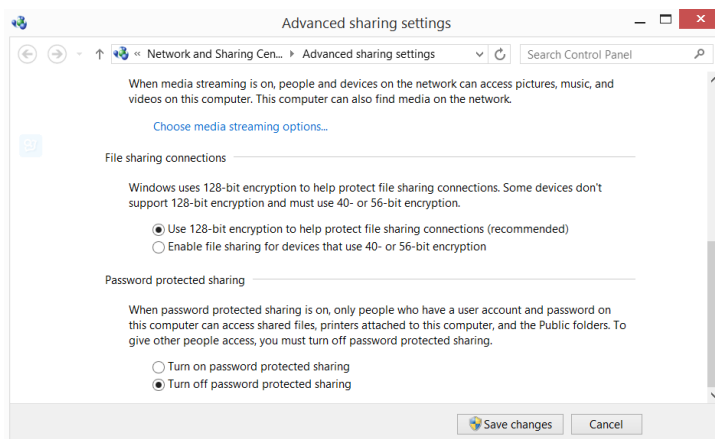 Advanced sharing settings
« Network and Sharing Cen... Advanced sharing settings Search Control Panel
When media streaming is on, people and devices on the network can access pictures, music, and
videos on this computer. This computer can also find media on the network.
Choose media streaming options...
File sharing connections
Windows uses 128-bit encryption to help protect file sharing connections. Some devices don't
support 128-bit encryption and must use 40- or 56-bit encryption.
Use 128-bit encryption to help protect file sharing connections (recommended)
Enable file sharing for devices that use 40- or 56-bit encryption
Password protected sharing
When password protected sharing is on, only people who have a user account and password on
this computer can access shared files, printers attached to this computer, and the Public folders. To
give other people access, you must turn off password protected sharing.
Turn on password protected sharing
Turn off password protected sharing
Save changes Cancel